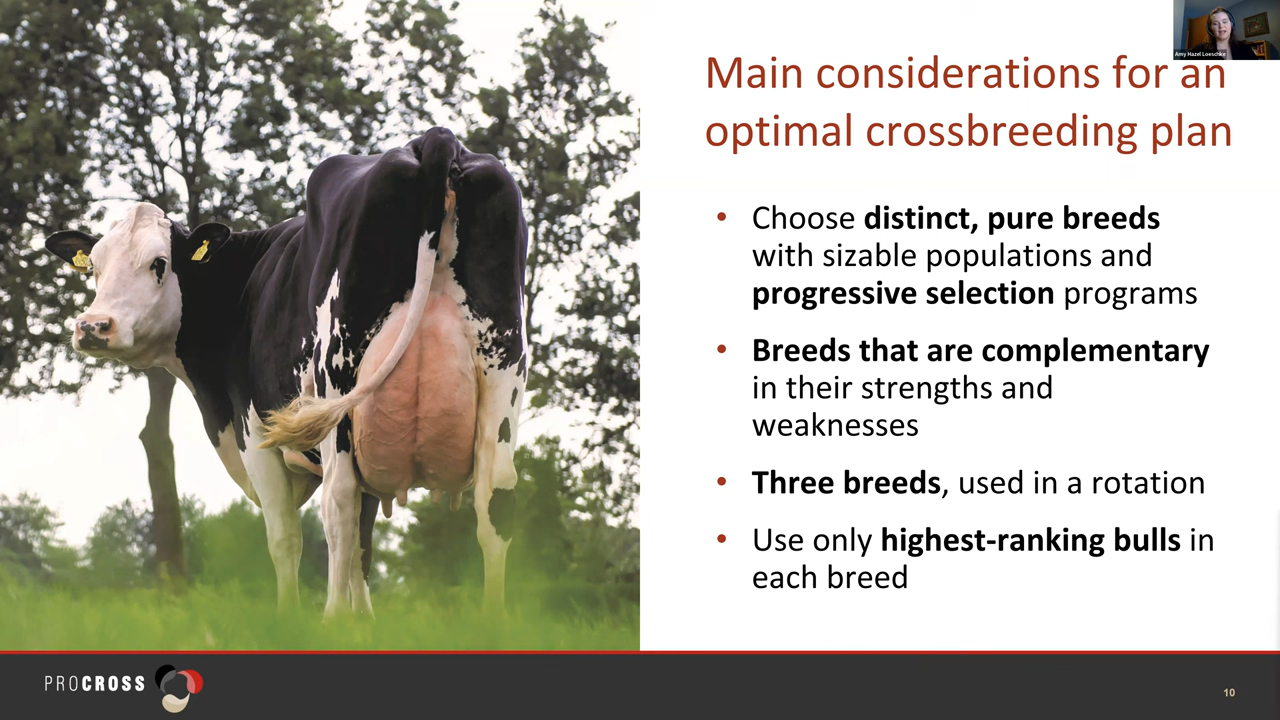 Amy Hazel Loeschke
Main considerations for an
optimal crossbreeding plan
• Choose distinct, pure breeds
with sizable populations and
progressive selection programs
• Breeds that are complementary
in their strengths and
weaknesses
• Three breeds, used in a rotation
• Use only highest-ranking bulls in
each breed
PROCROSS
10